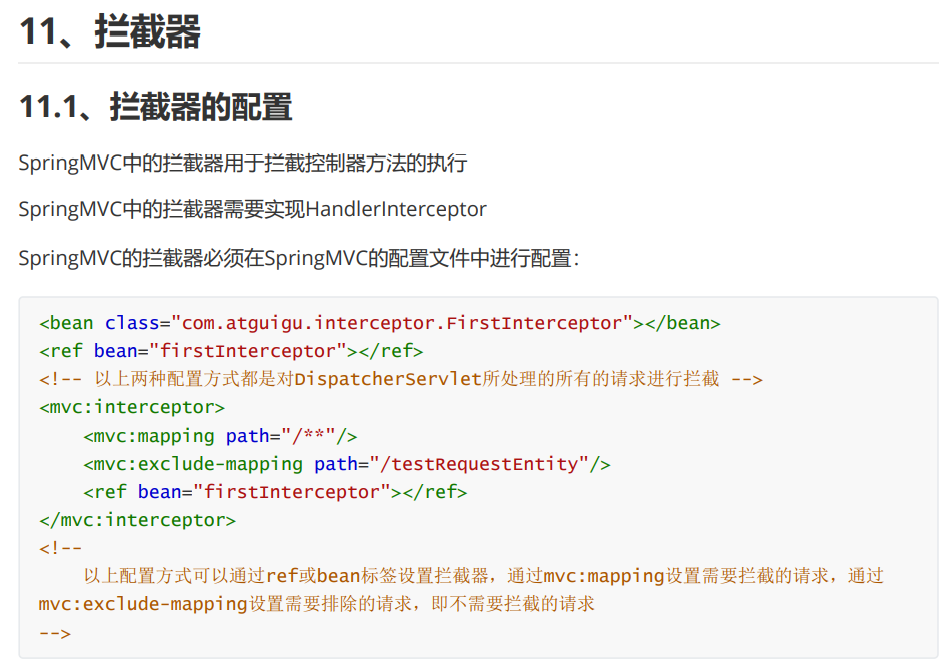 11、拦截器
11.1、拦截器的配置
SpringMVC中的拦截器用于拦截控制器方法的执行
SpringMVC中的拦截器需要实现HandlerInterceptor
SpringMVC的拦截器必须在SpringMVC的配置文件中进行配置：
<bean class="com.atguigu.interceptor.FirstInterceptor"></bean>
<ref bean="firstInterceptor"></ref>
<!-- 以上两种配置方式都是对DispatcherServlet所处理的所有的请求进行拦截 -->
<mvc:interceptor>
    <mvc:mapping path="/**"/>
    <mvc:exclude-mapping path="/testRequestEntity"/>
    <ref bean="firstInterceptor"></ref>
</mvc:interceptor>
<!--
    以上配置方式可以通过ref或bean标签设置拦截器，通过mvc:mapping设置需要拦截的请求，通过
mvc:exclude-mapping设置需要排除的请求，即不需要拦截的请求
-->